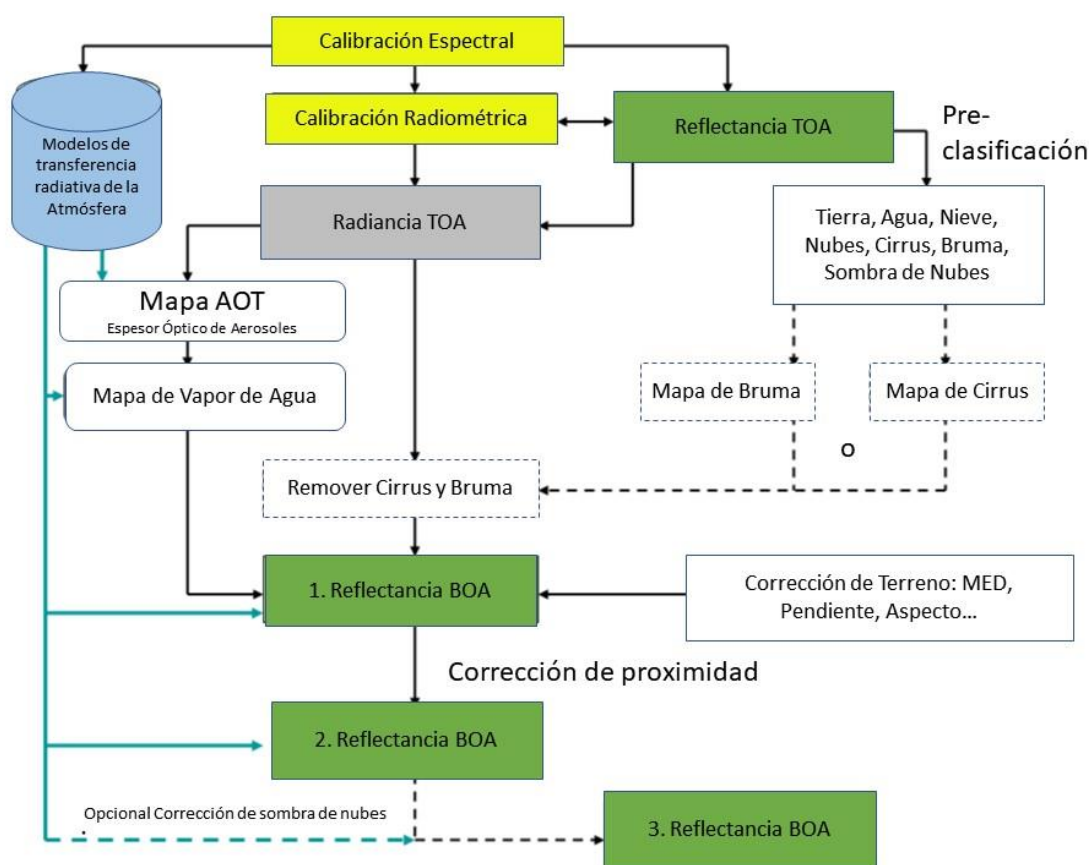 Calibración Espectral
Calibración Radiométrica
Reflectancia TOA
Pre-
clasificación
Modelos de
transferencia
radiativa de la
Atmósfera
Radiancia TOA
Tierra, Agua, Nieve,
Nubes, Cirrus, Bruma,
Sombra de Nubes
Mapa AOT
Espesor Óptico de Aerosoles
Mapa de Vapor de Agua
Mapa de Bruma
Mapa de Cirrus
o
Remover Cirrus y Bruma
1. Reflectancia BOA
Corrección de Terreno: MED,
Pendiente, Aspecto...
Corrección de proximidad
2. Reflectancia BOA
Opcional Corrección de sombra de nubes
.
3. Reflectancia BOA